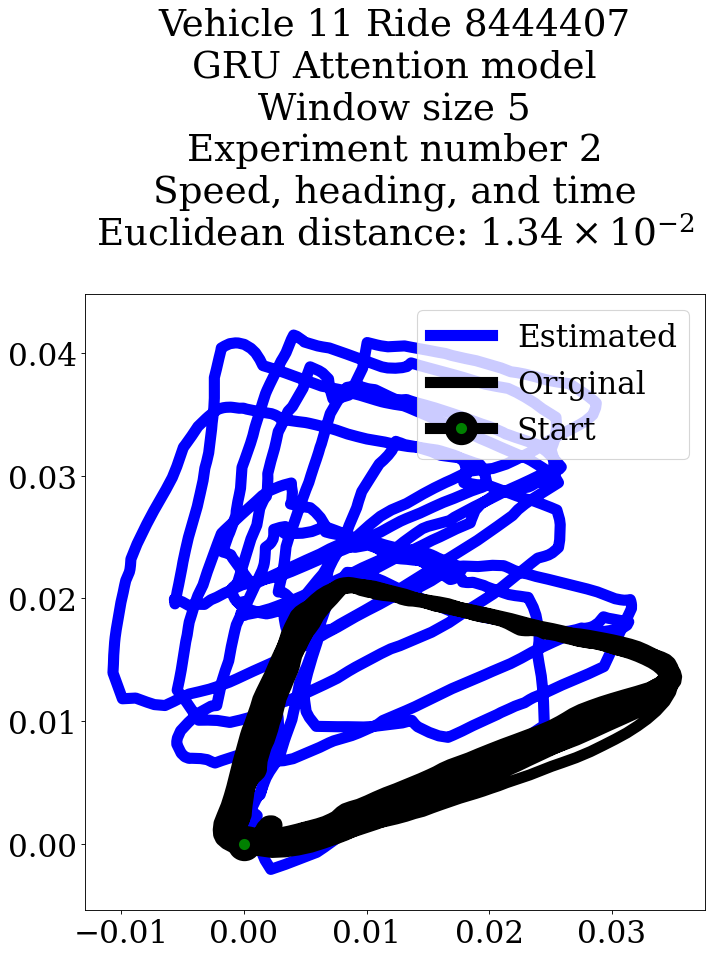 Vehicle 11 Ride 8444407
GRU Attention model
Window size 5
Experiment number 2
Speed, heading, and time
Euclidean distance: 1.34 × 10⁻²
Estimated
Original
Start
0.04
0.03
0.02
0.01
0.00
−0.01 0.00 0.01 0.02 0.03